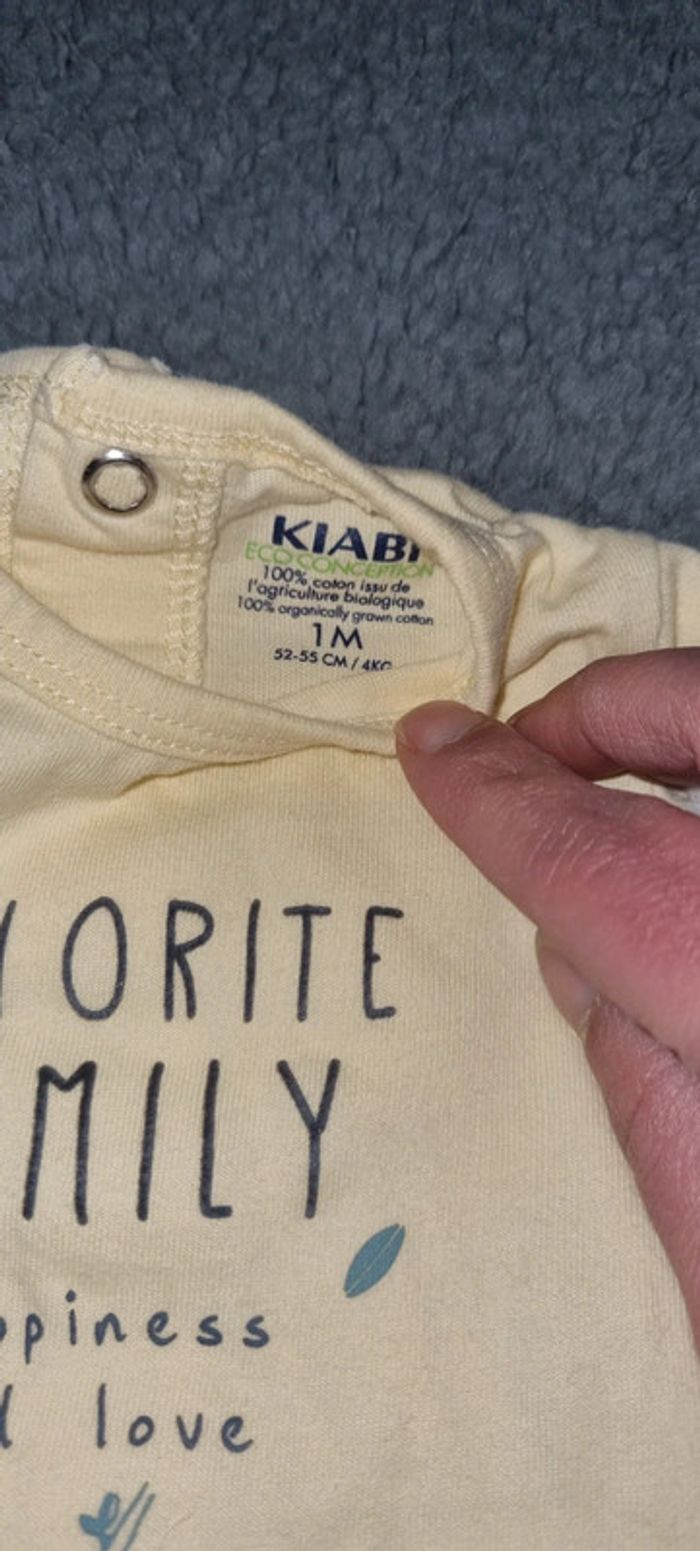 KIABI
ECO CONCEPTION
100% coton issu de
l'agriculture biologique
100% organically grown cotton
1M
52-55 CM / 4KG
VORITE
MILY
ppiness
d love